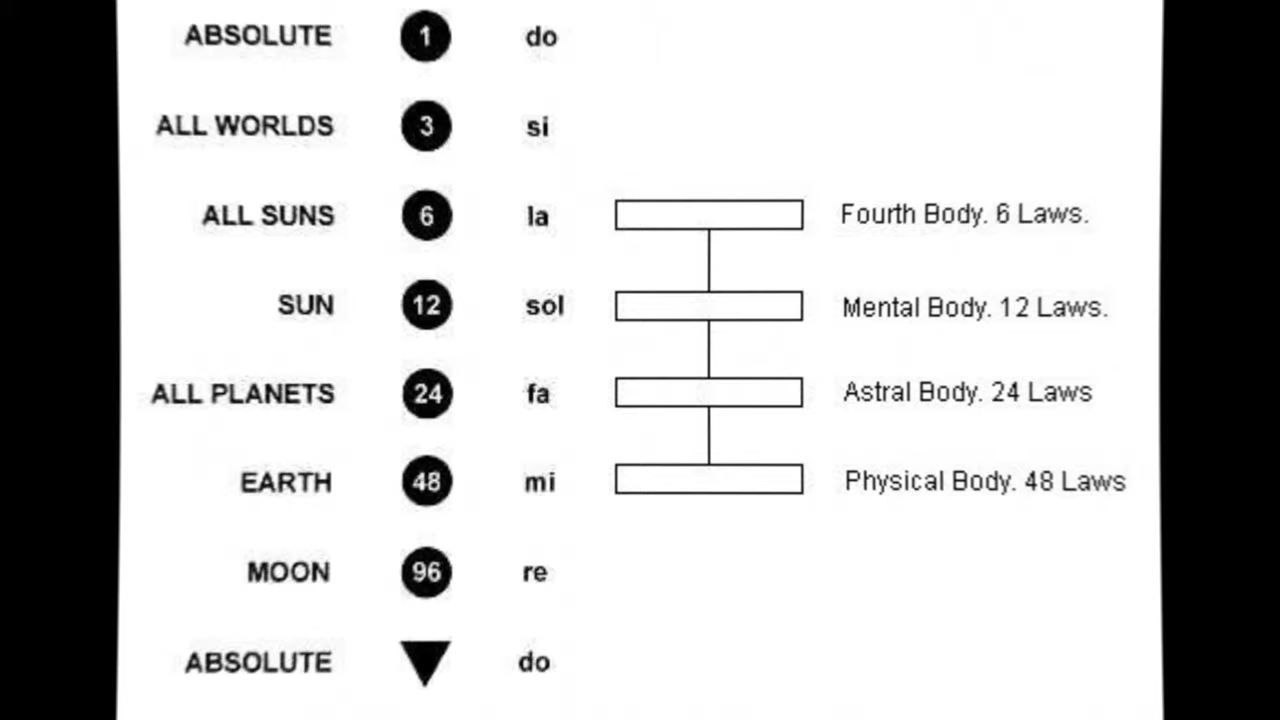 ABSOLUTE 1 do
ALL WORLDS 3 si
ALL SUNS 6 la Fourth Body. 6 Laws.
SUN 12 sol Mental Body. 12 Laws.
ALL PLANETS 24 fa Astral Body. 24 Laws
EARTH 48 mi Physical Body. 48 Laws
MOON 96 re
ABSOLUTE do